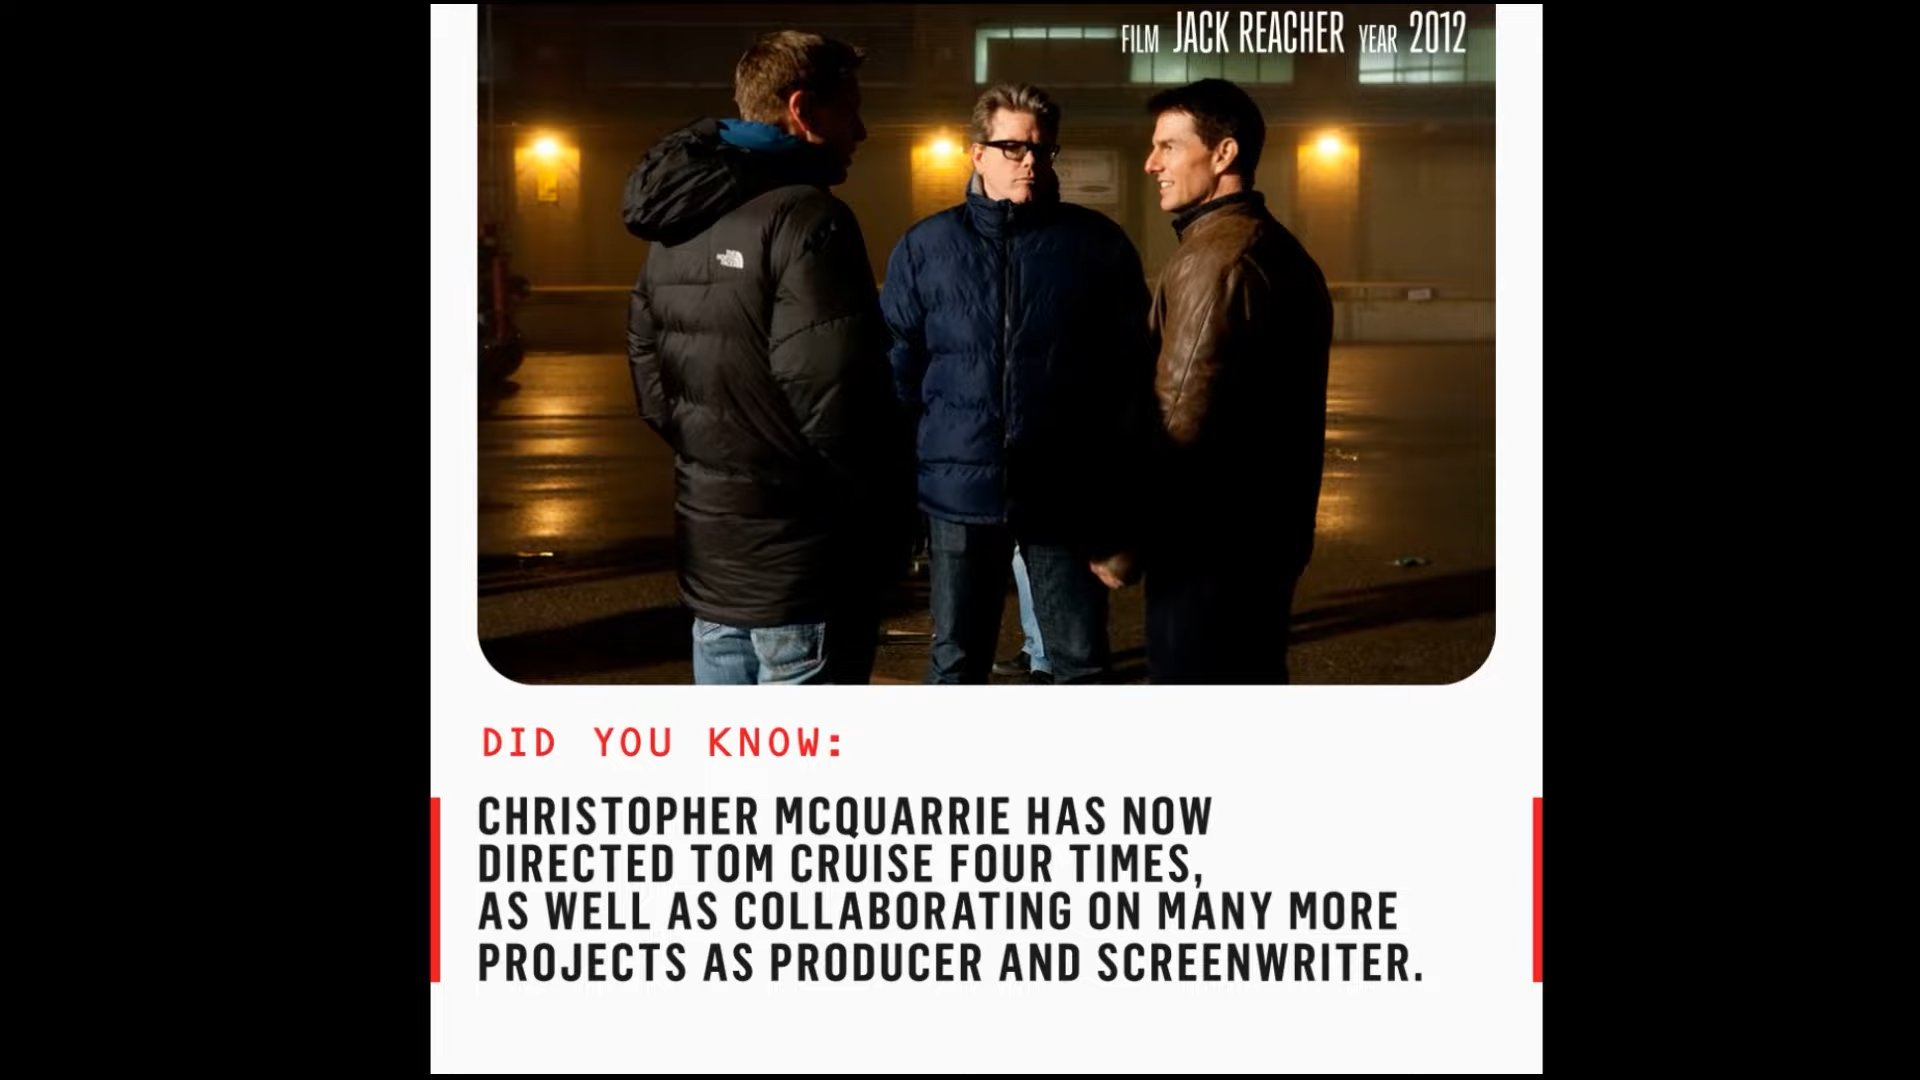 FILM JACK REACHER YEAR 2012
DID YOU KNOW:
CHRISTOPHER MCQUARRIE HAS NOW
DIRECTED TOM CRUISE FOUR TIMES,
AS WELL AS COLLABORATING ON MANY MORE
PROJECTS AS PRODUCER AND SCREENWRITER.